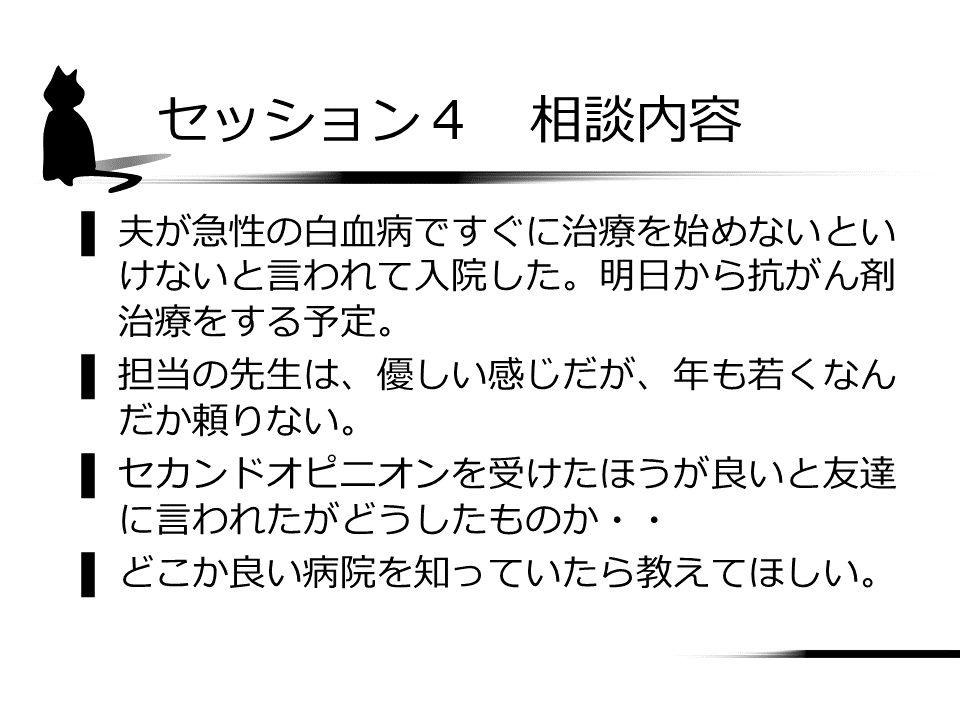 セッション４　相談内容
夫が急性の白血病ですぐに治療を始めないとい
けないと言われて入院した。明日から抗がん剤
治療をする予定。
担当の先生は、優しい感じだが、年も若くなん
だか頼りない。
セカンドオピニオンを受けたほうが良いと友達
に言われたがどうしたものか・・
どこか良い病院を知っていたら教えてほしい。